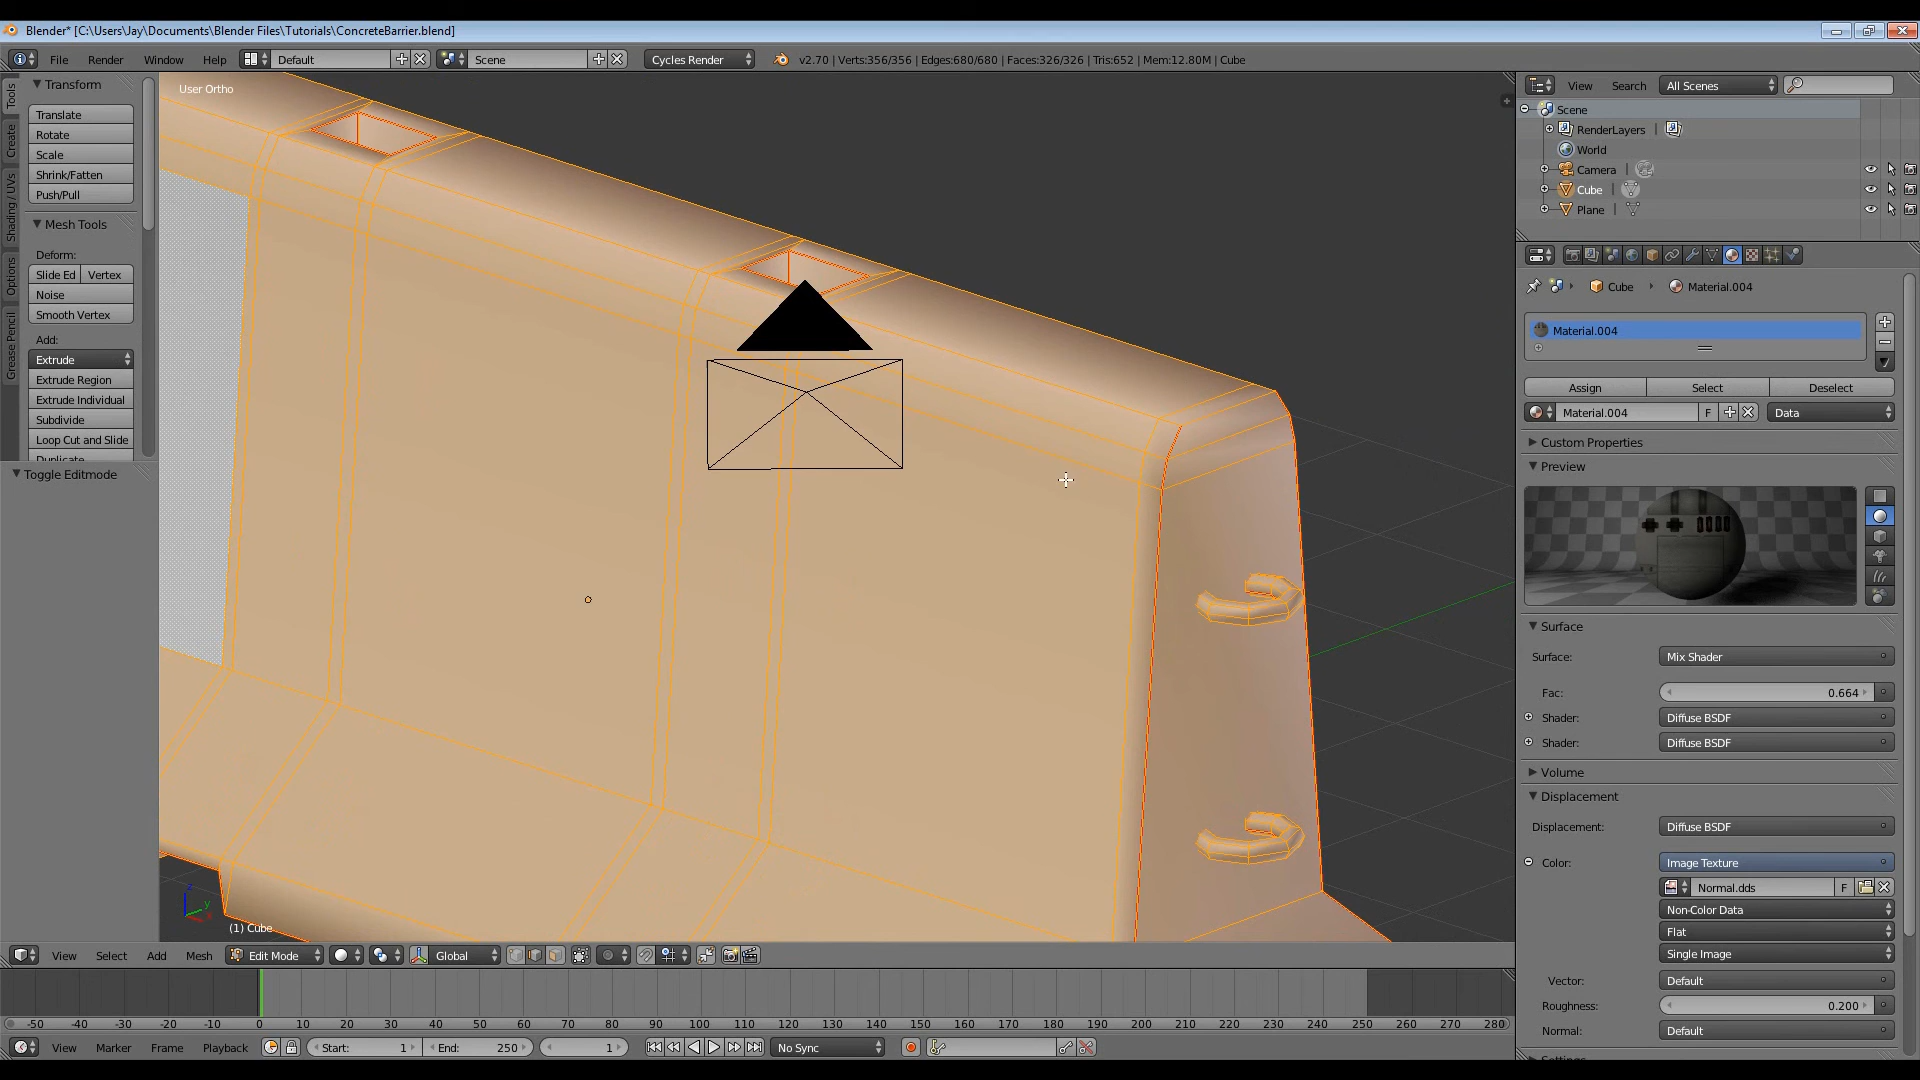 Blender* [C:\Users\Jay\Documents\Blender Files\Tutorials\ConcreteBarrier.blend]
File Render Window Help Default Scene Cycles Render v2.70 | Verts:356/356 | Edges:680/680 | Faces:326/326 | Tris:652 | Mem:12.80M | Cube
Tools
Create
Shading / UVs
Options
Grease Pencil
Transform
Translate
Rotate
Scale
Shrink/Fatten
Push/Pull
Mesh Tools
Deform:
Slide Ed Vertex
Noise
Smooth Vertex
Add:
Extrude
Extrude Region
Extrude Individual
Subdivide
Loop Cut and Slide
Duplicate
Toggle Editmode
User Ortho
z
y
x
(1) Cube
View Select Add Mesh Edit Mode Global
-50 -40 -30 -20 -10 0 10 20 30 40 50 60 70 80 90 100 110 120 130 140 150 160 170 180 190 200 210 220 230 240 250 260 270 280
View Marker Frame Playback Start: 1 End: 250 1 No Sync
View Search All Scenes
Scene
RenderLayers
World
Camera
Cube
Plane
Cube Material.004
Material.004
Assign Select Deselect
Material.004 F Data
Custom Properties
Preview
Surface
Surface: Mix Shader
Fac: 0.664
Shader: Diffuse BSDF
Shader: Diffuse BSDF
Volume
Displacement
Displacement: Diffuse BSDF
Color: Image Texture
Normal.dds F
Non-Color Data
Flat
Single Image
Vector: Default
Roughness: 0.200
Normal: Default
Settings